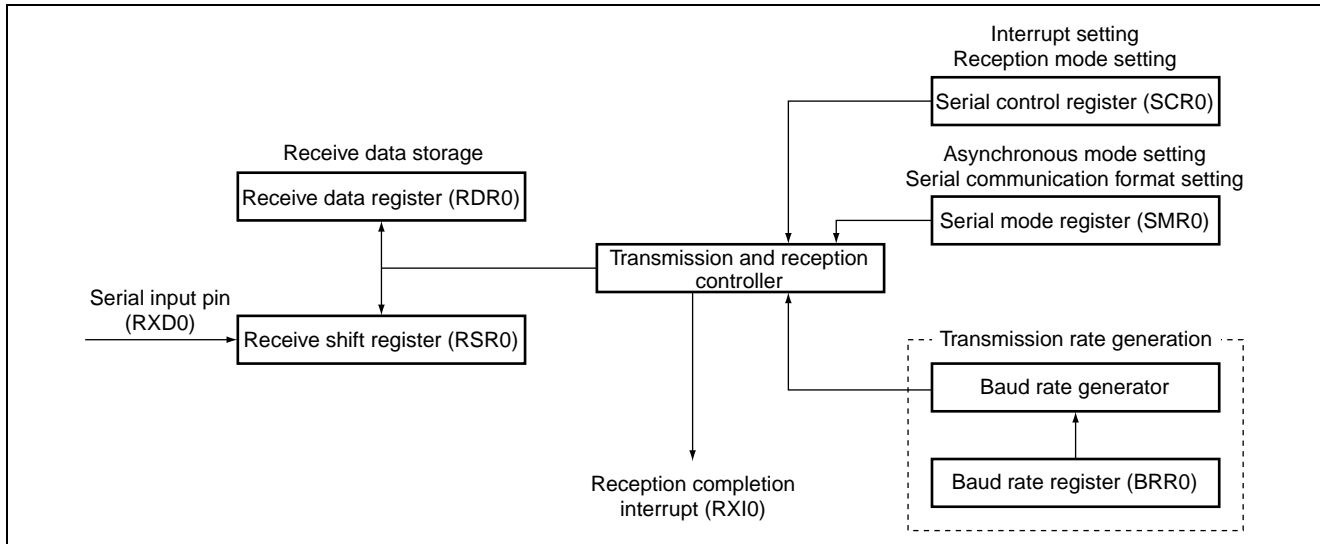 Interrupt setting
Reception mode setting
Serial control register (SCR0)
Receive data storage
Receive data register (RDR0)
Asynchronous mode setting
Serial communication format setting
Serial mode register (SMR0)
Transmission and reception
controller
Serial input pin
(RXD0)
Receive shift register (RSR0)
Transmission rate generation
Baud rate generator
Baud rate register (BRR0)
Reception completion
interrupt (RXI0)